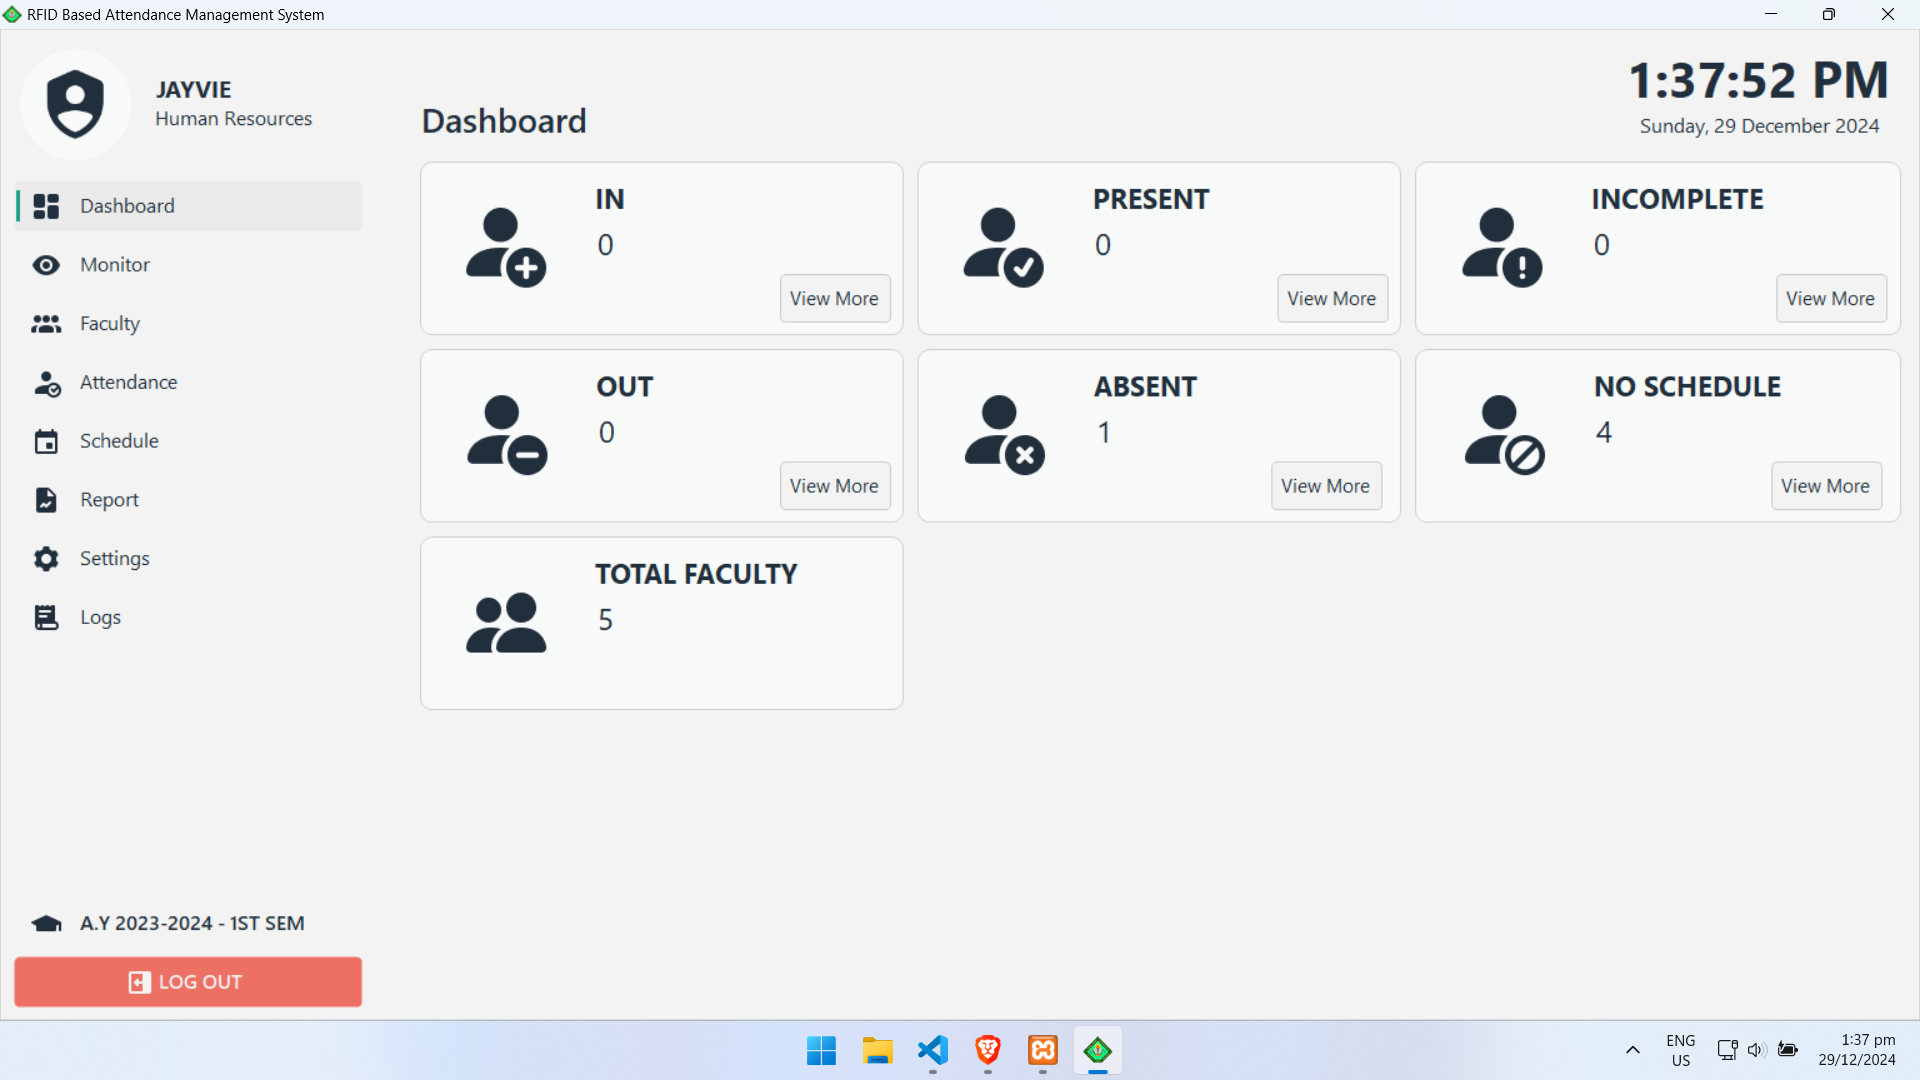 RFID Based Attendance Management System
JAYVIE
Human Resources
Dashboard
Monitor
Faculty
Attendance
Schedule
Report
Settings
Logs
A.Y 2023-2024 - 1ST SEM
LOG OUT
Dashboard
1:37:52 PM
Sunday, 29 December 2024
IN
0
View More
PRESENT
0
View More
INCOMPLETE
0
View More
OUT
0
View More
ABSENT
1
View More
NO SCHEDULE
4
View More
TOTAL FACULTY
5
ENG
US
1:37 pm
29/12/2024